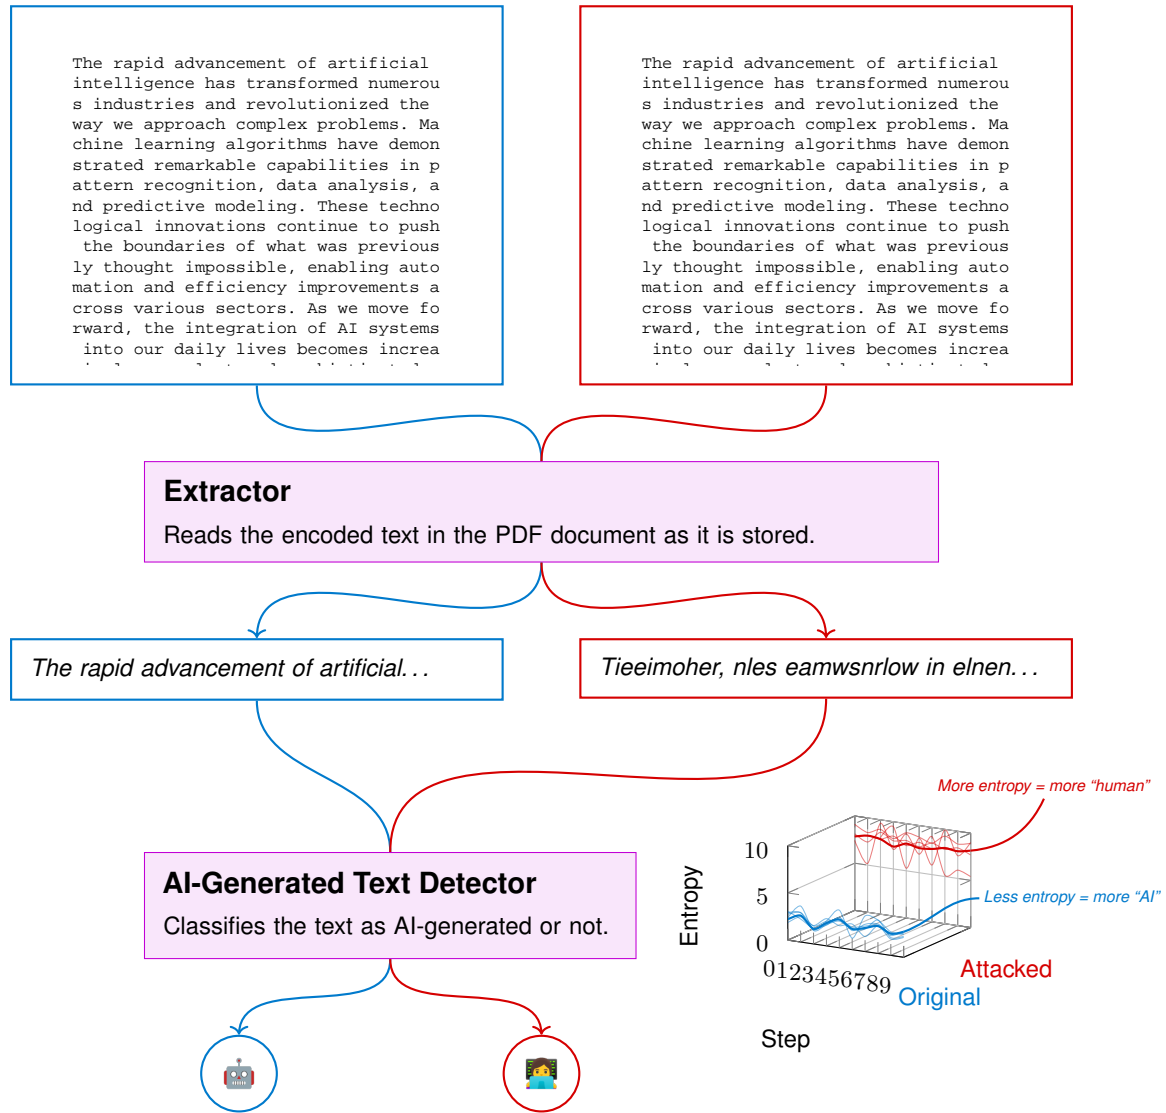 The rapid advancement of artificial
intelligence has transformed numerou
s industries and revolutionized the
way we approach complex problems. Ma
chine learning algorithms have demon
strated remarkable capabilities in p
attern recognition, data analysis, a
nd predictive modeling. These techno
logical innovations continue to push
the boundaries of what was previous
ly thought impossible, enabling auto
mation and efficiency improvements a
cross various sectors. As we move fo
rward, the integration of AI systems
into our daily lives becomes increa
The rapid advancement of artificial
intelligence has transformed numerou
s industries and revolutionized the
way we approach complex problems. Ma
chine learning algorithms have demon
strated remarkable capabilities in p
attern recognition, data analysis, a
nd predictive modeling. These techno
logical innovations continue to push
the boundaries of what was previous
ly thought impossible, enabling auto
mation and efficiency improvements a
cross various sectors. As we move fo
rward, the integration of AI systems
into our daily lives becomes increa
Extractor
Reads the encoded text in the PDF document as it is stored.
The rapid advancement of artificial...
Tieeimoher, nles eamwsnrlow in elnen...
AI-Generated Text Detector
Classifies the text as AI-generated or not.
More entropy = more “human”
Less entropy = more “AI”
Entropy
10
5
0
0123456789
Attacked
Original
Step